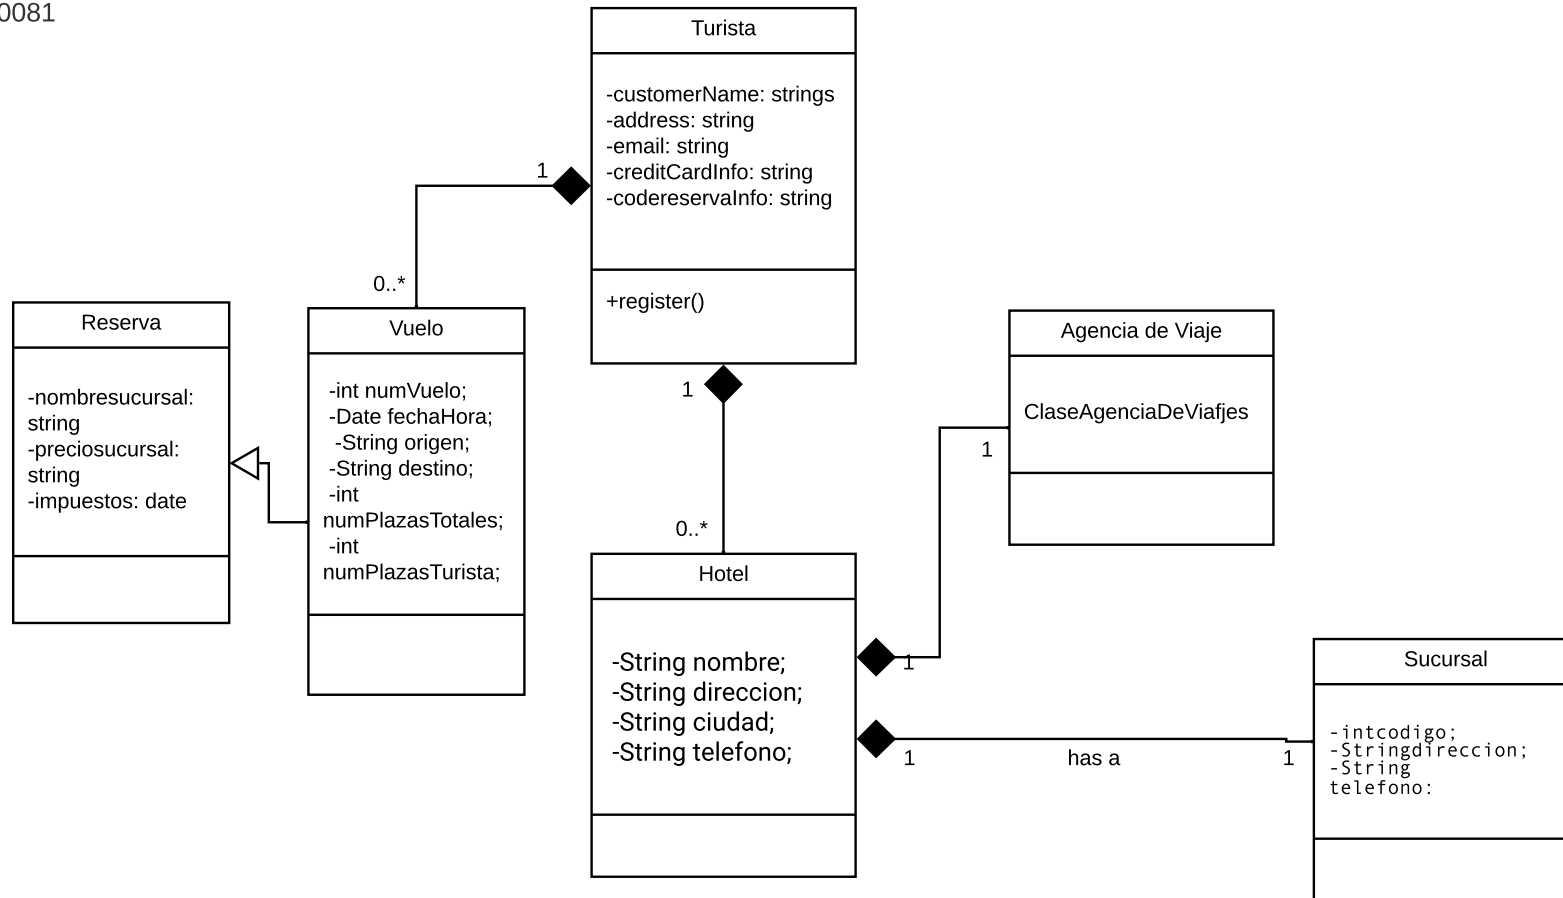 0081
Turista
-customerName: strings
-address: string
-email: string
-creditCardInfo: string
-codereservaInfo: string
+register()
1
0..*
1
0..*
Reserva
-nombresucursal:
string
-preciosucursal:
string
-impuestos: date
Vuelo
-int numVuelo;
-Date fechaHora;
-String origen;
-String destino;
-int
numPlazasTotales;
-int
numPlazasTurista;
Agencia de Viaje
ClaseAgenciaDeViafjes
1
Hotel
-String nombre;
-String direccion;
-String ciudad;
-String telefono;
1
1
has a
1
Sucursal
-intcodigo;
-Stringdireccion;
-String
telefono: